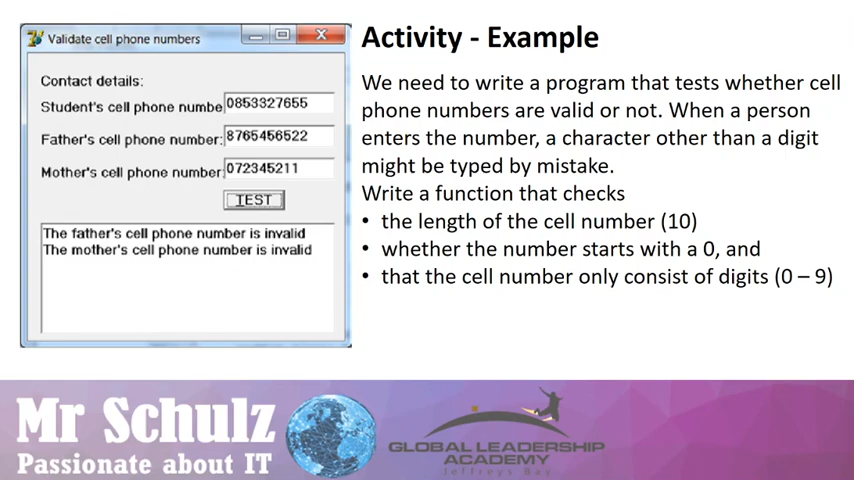 Validate cell phone numbers
Contact details:
Student's cell phone numbe
0853327655
Father's cell phone number:
8765456522
Mother's cell phone number:
072345211
TEST
The father's cell phone number is invalid
The mother's cell phone number is invalid
Activity - Example
We need to write a program that tests whether cell
phone numbers are valid or not. When a person
enters the number, a character other than a digit
might be typed by mistake.
Write a function that checks
• the length of the cell number (10)
• whether the number starts with a 0, and
• that the cell number only consist of digits (0 – 9)
Mr Schulz
Passionate about IT
GLOBAL LEADERSHIP
ACADEMY
Jeffreys Bay